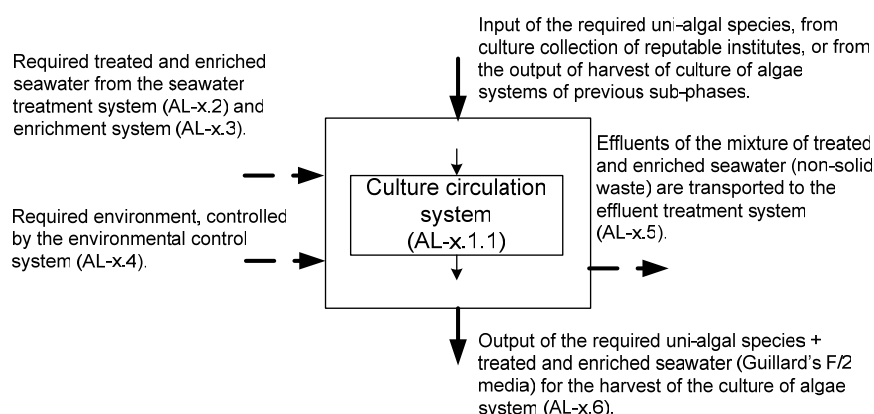 Input of the required uni-algal species, from
culture collection of reputable institutes, or from
the output of harvest of culture of algae
systems of previous sub-phases.
Required treated and enriched
seawater from the seawater
treatment system (AL-x.2) and
enrichment system (AL-x.3).
Effluents of the mixture of treated
and enriched seawater (non-solid
waste) are transported to the
effluent treatment system
(AL-x.5).
Culture circulation
system
(AL-x.1.1)
Required environment, controlled
by the environmental control
system (AL-x.4).
Output of the required uni-algal species +
treated and enriched seawater (Guillard's F/2
media) for the harvest of the culture of algae
system (AL-x.6).